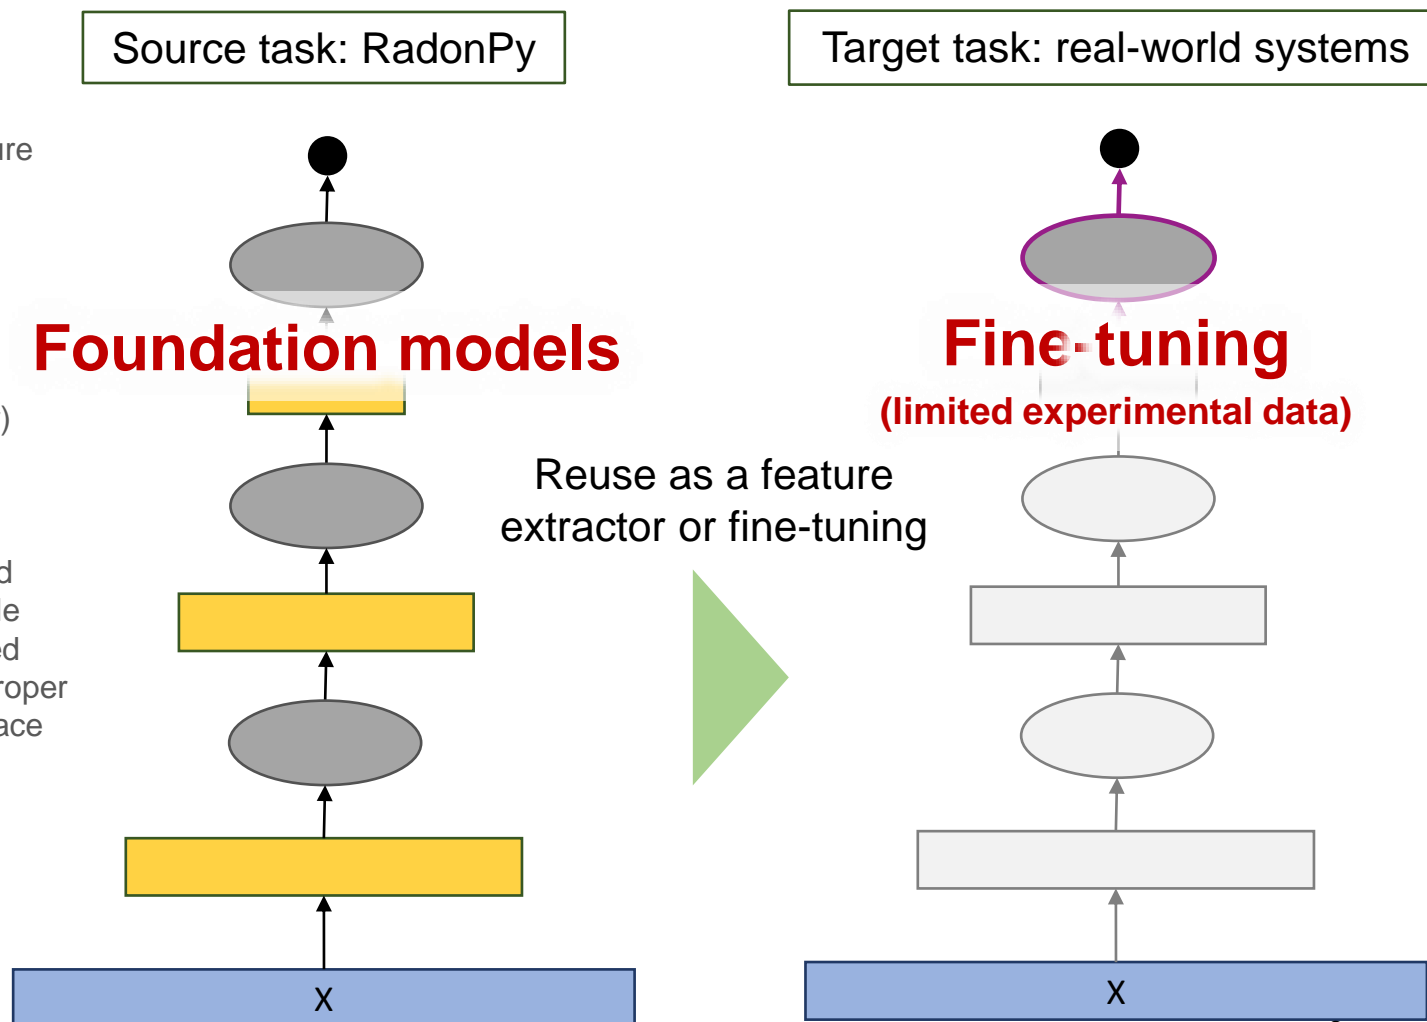 Source task: RadonPy
Target task: real-world systems
Foundation models
Fine-tuning
(limited experimental data)
Reuse as a feature
extractor or fine-tuning
X
X